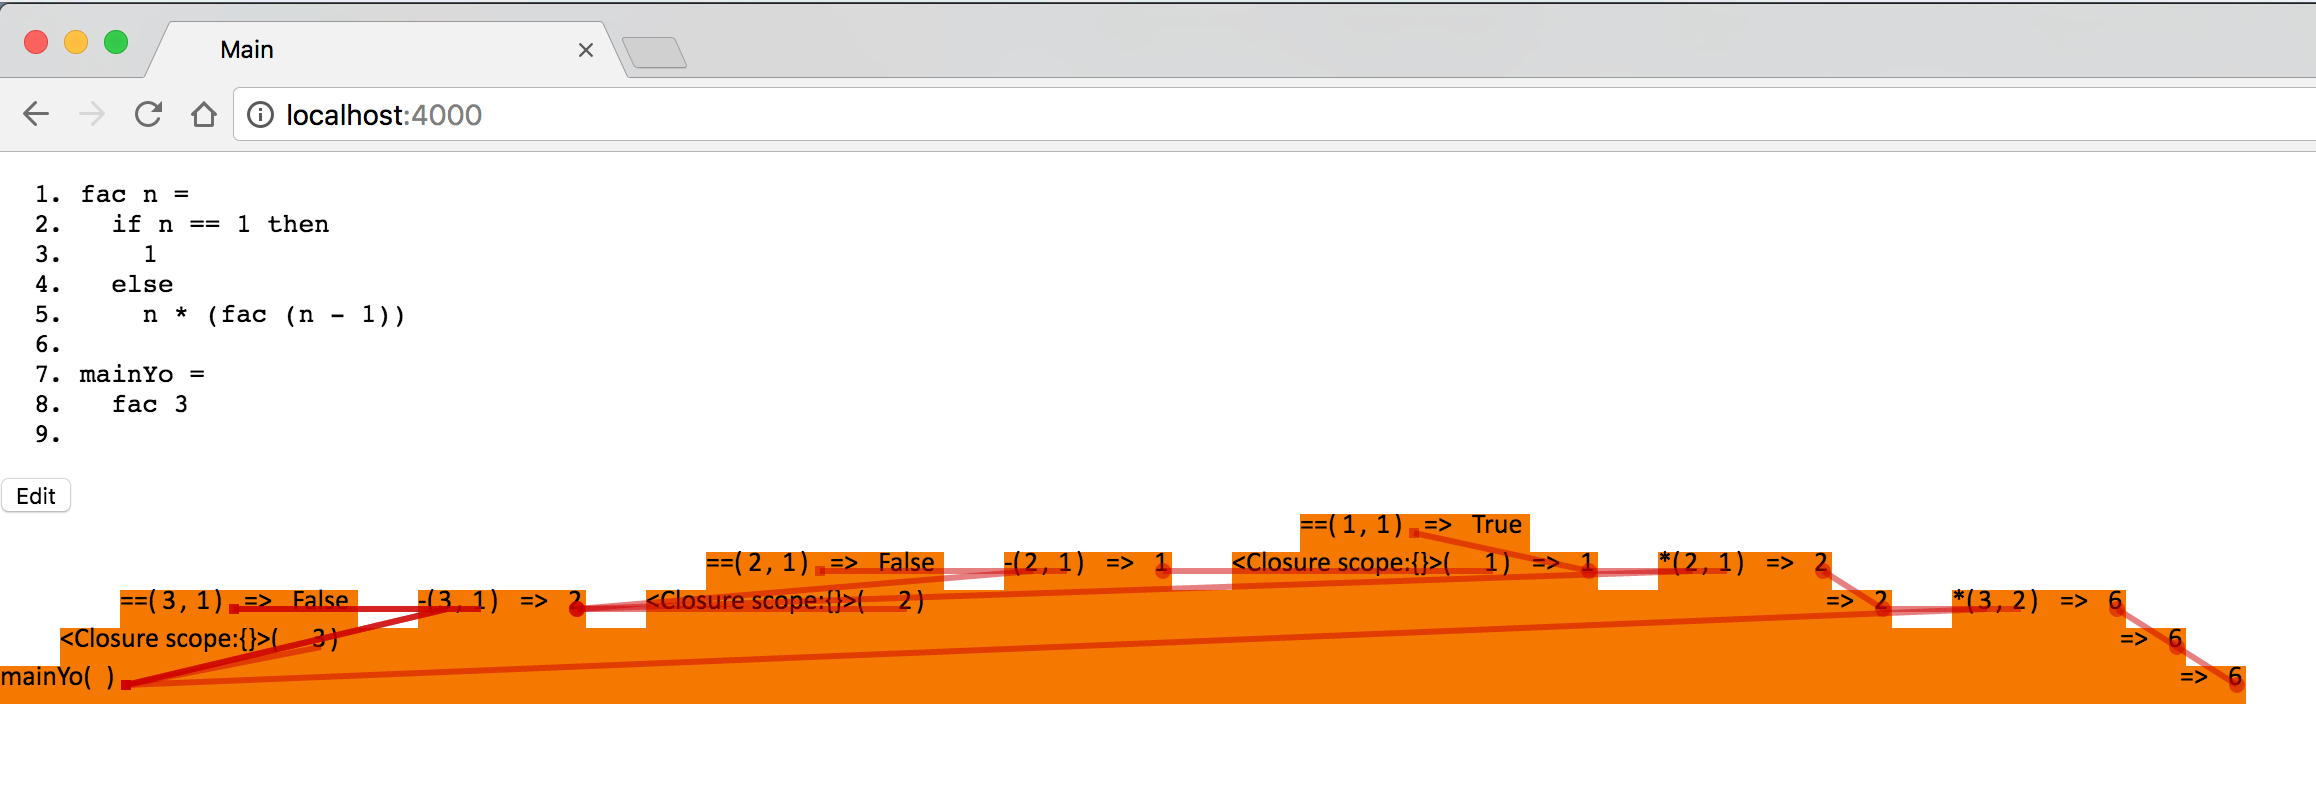 Main
localhost:4000
1. fac n =
2.   if n == 1 then
3.     1
4.   else
5.     n * (fac (n - 1))
6.
7. mainYo =
8.   fac 3
9.
Edit
==(1,1) => True
==(2,1) => False -(2,1) => 1 <Closure scope:{}>( 1) => 1 *(2,1) => 2
==(3,1) => False -(3,1) => 2 <Closure scope:{}>( 2) => 2 *(3,2) => 6
<Closure scope:{}>( 3) => 6
mainYo( ) => 6